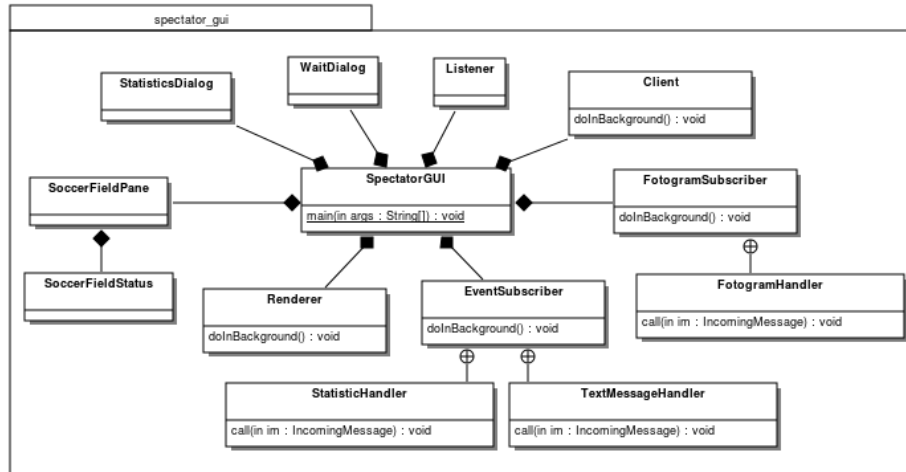 spectator_gui
WaitDialog
Listener
StatisticsDialog
Client
doInBackground() : void
SpectatorGUI
main(in args : String[]) : void
SoccerFieldPane
FotogramSubscriber
doInBackground() : void
SoccerFieldStatus
Renderer
doInBackground() : void
EventSubscriber
doInBackground() : void
FotogramHandler
call(in im : IncomingMessage) : void
StatisticHandler
call(in im : IncomingMessage) : void
TextMessageHandler
call(in im : IncomingMessage) : void